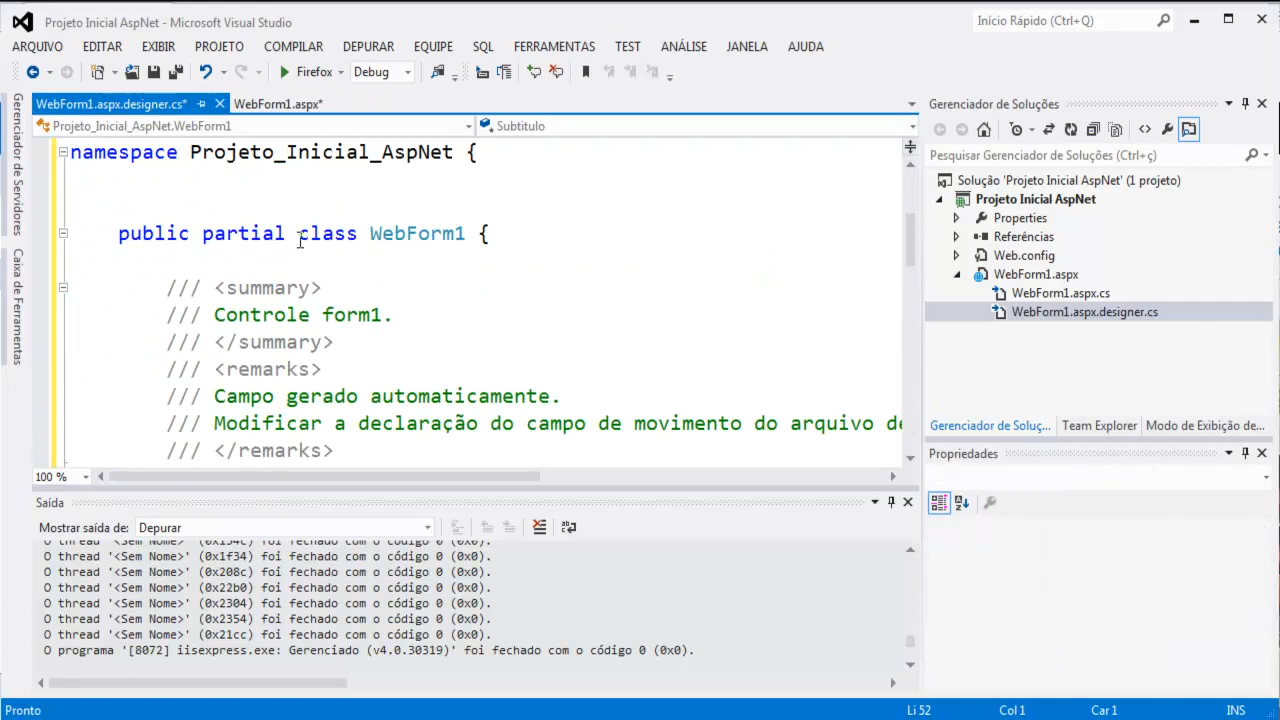 Projeto Inicial AspNet - Microsoft Visual Studio
Início Rápido (Ctrl+Q)
ARQUIVO EDITAR EXIBIR PROJETO COMPILAR DEPURAR EQUIPE SQL FERRAMENTAS TEST ANÁLISE JANELA AJUDA
Firefox Debug
WebForm1.aspx.designer.cs* WebForm1.aspx*
Projeto_Inicial_AspNet.WebForm1 Subtitulo
namespace Projeto_Inicial_AspNet {
public partial class WebForm1 {
/// <summary>
/// Controle form1.
/// </summary>
/// <remarks>
/// Campo gerado automaticamente.
/// Modificar a declaração do campo de movimento do arquivo de
/// </remarks>
100 %
Gerenciador de Servidores
Caixa de Ferramentas
Saída
Mostrar saída de: Depurar
O thread '<Sem Nome>' (0x154c) foi fechado com o código 0 (0x0).
O thread '<Sem Nome>' (0x1f34) foi fechado com o código 0 (0x0).
O thread '<Sem Nome>' (0x208c) foi fechado com o código 0 (0x0).
O thread '<Sem Nome>' (0x22b0) foi fechado com o código 0 (0x0).
O thread '<Sem Nome>' (0x2304) foi fechado com o código 0 (0x0).
O thread '<Sem Nome>' (0x2354) foi fechado com o código 0 (0x0).
O thread '<Sem Nome>' (0x21cc) foi fechado com o código 0 (0x0).
O programa '[8072] iisexpress.exe: Gerenciado (v4.0.30319)' foi fechado com o código 0 (0x0).
Gerenciador de Soluções
Pesquisar Gerenciador de Soluções (Ctrl+ç)
Solução 'Projeto Inicial AspNet' (1 projeto)
Projeto Inicial AspNet
Properties
Referências
Web.config
WebForm1.aspx
WebForm1.aspx.cs
WebForm1.aspx.designer.cs
Gerenciador de Soluç... Team Explorer Modo de Exibição de...
Propriedades
Pronto Li 52 Col 1 Car 1 INS